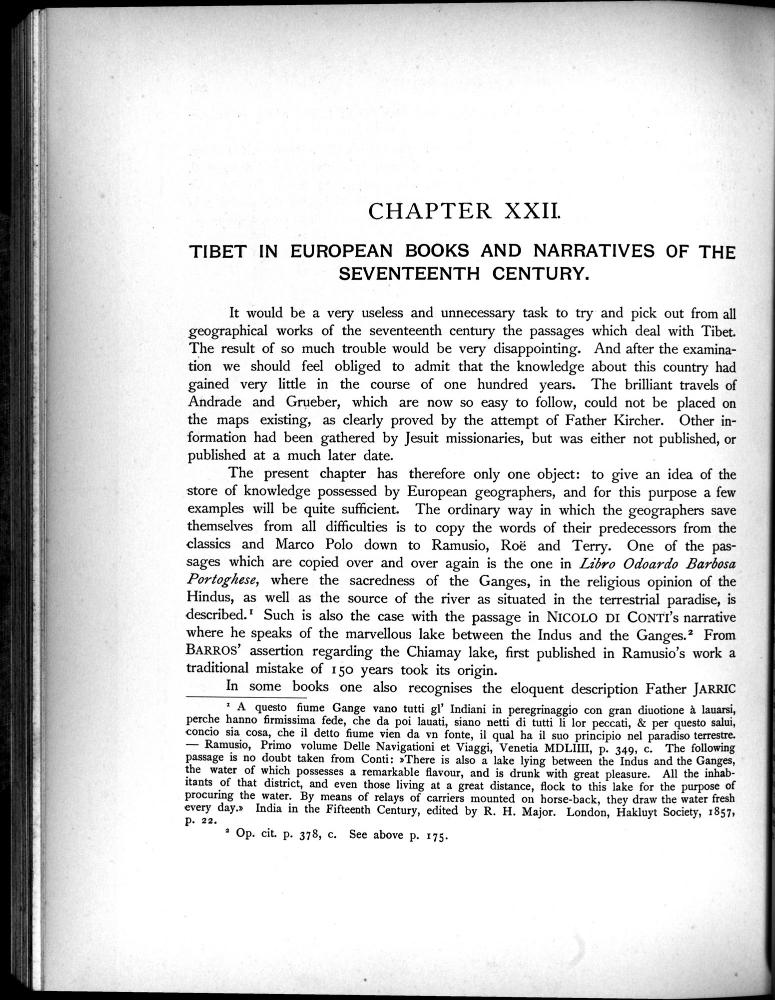 CHAPTER XXII.
TIBET IN EUROPEAN BOOKS AND NARRATIVES OF THE
SEVENTEENTH CENTURY.
It would be a very useless and unnecessary task to try and pick out from all
geographical works of the seventeenth century the passages which deal with Tibet.
The result of so much trouble would be very disappointing. And after the examina-
tion we should feel obliged to admit that the knowledge about this country had
gained very little in the course of one hundred years. The brilliant travels of
Andrade and Grueber, which are now so easy to follow, could not be placed on
the maps existing, as clearly proved by the attempt of Father Kircher. Other in-
formation had been gathered by Jesuit missionaries, but was either not published, or
published at a much later date.
The present chapter has therefore only one object: to give an idea of the
store of knowledge possessed by European geographers, and for this purpose a few
examples will be quite sufficient. The ordinary way in which the geographers save
themselves from all difficulties is to copy the words of their predecessors from the
classics and Marco Polo down to Ramusio, Roë and Terry. One of the pas-
sages which are copied over and over again is the one in Libro Odoardo Barbosa
Portoghese, where the sacredness of the Ganges, in the religious opinion of the
Hindus, as well as the source of the river as situated in the terrestrial paradise, is
described.¹ Such is also the case with the passage in NICOLO DI CONTI's narrative
where he speaks of the marvellous lake between the Indus and the Ganges.² From
BARROS' assertion regarding the Chiamay lake, first published in Ramusio's work a
traditional mistake of 150 years took its origin.
In some books one also recognises the eloquent description Father JARRIC
¹ A questo fiume Gange vano tutti gl' Indiani in peregrinaggio con gran diuotione à lauarsi,
perche hanno firmissima fede, che da poi lauati, siano netti di tutti li lor peccati, & per questo salui,
concio sia cosa, che il detto fiume vien da vn fonte, il qual ha il suo principio nel paradiso terrestre.
— Ramusio, Primo volume Delle Navigationi et Viaggi, Venetia MDLIIII, p. 349, c. The following
passage is no doubt taken from Conti: »There is also a lake lying between the Indus and the Ganges,
the water of which possesses a remarkable flavour, and is drunk with great pleasure. All the inhab-
itants of that district, and even those living at a great distance, flock to this lake for the purpose of
procuring the water. By means of relays of carriers mounted on horse-back, they draw the water fresh
every day.» India in the Fifteenth Century, edited by R. H. Major. London, Hakluyt Society, 1857,
p. 22.
² Op. cit. p. 378, c. See above p. 175.